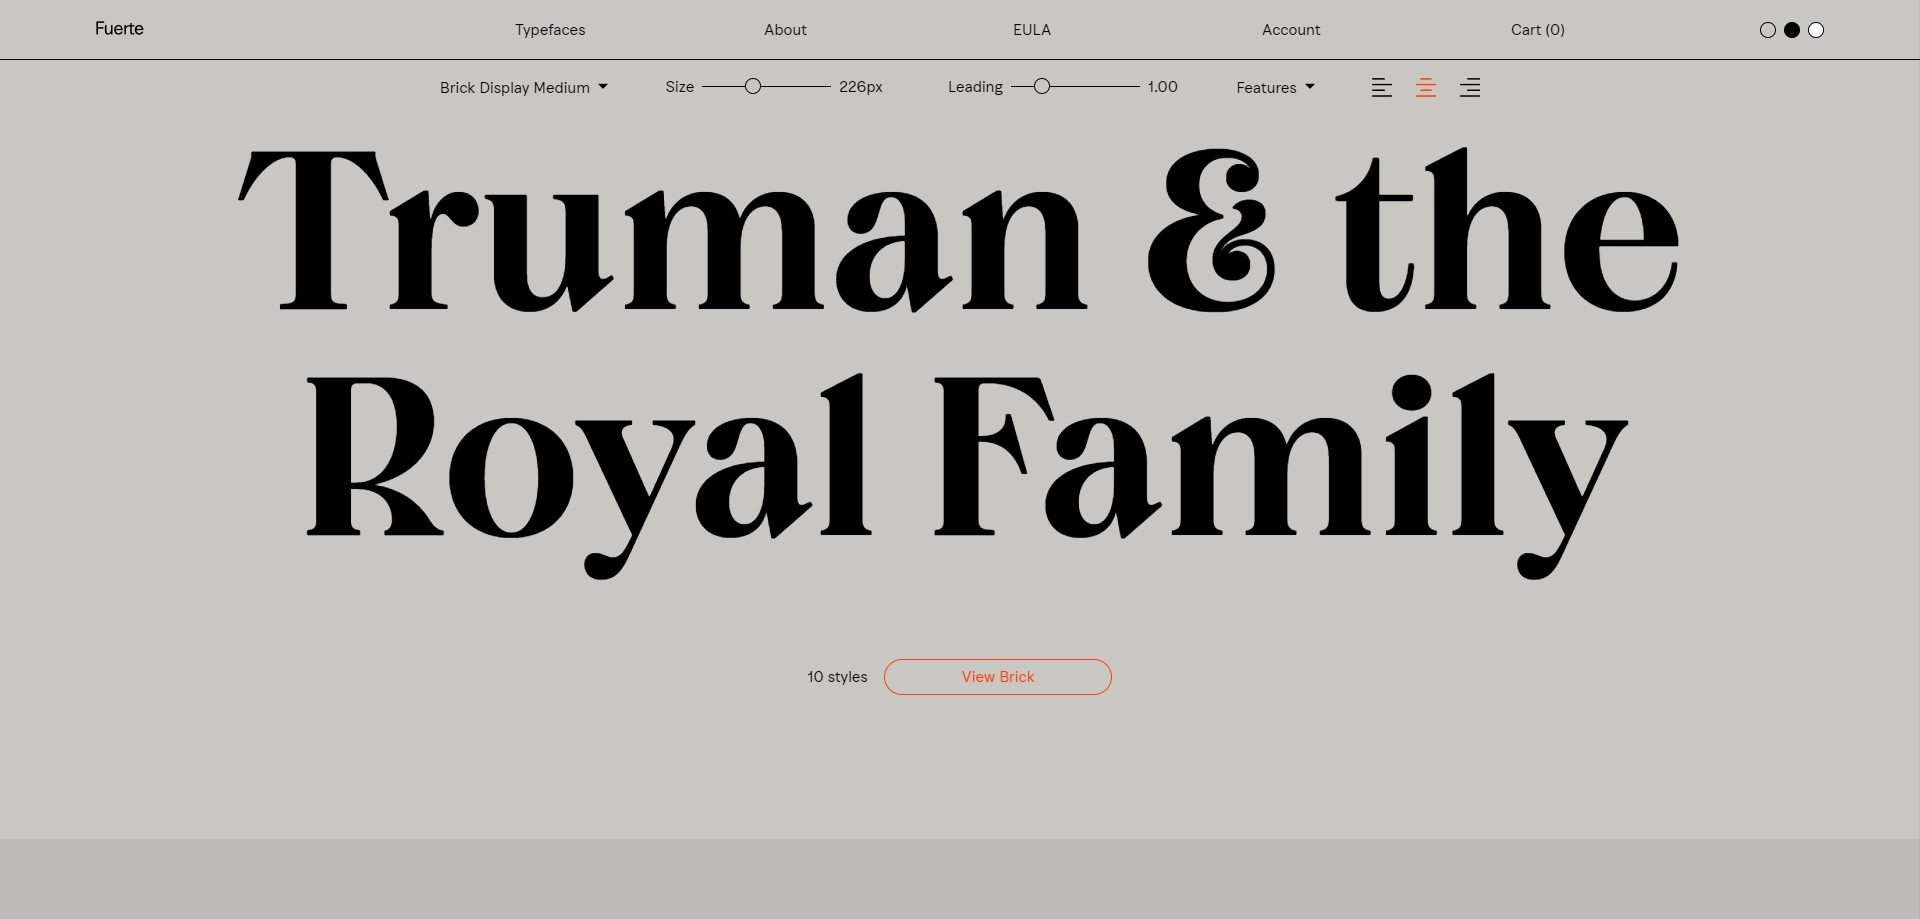 Fuerte
Typefaces
About
EULA
Account
Cart (0)
Brick Display Medium
Size
226px
Leading
1.00
Features
Truman & the
Royal Family
10 styles
View Brick